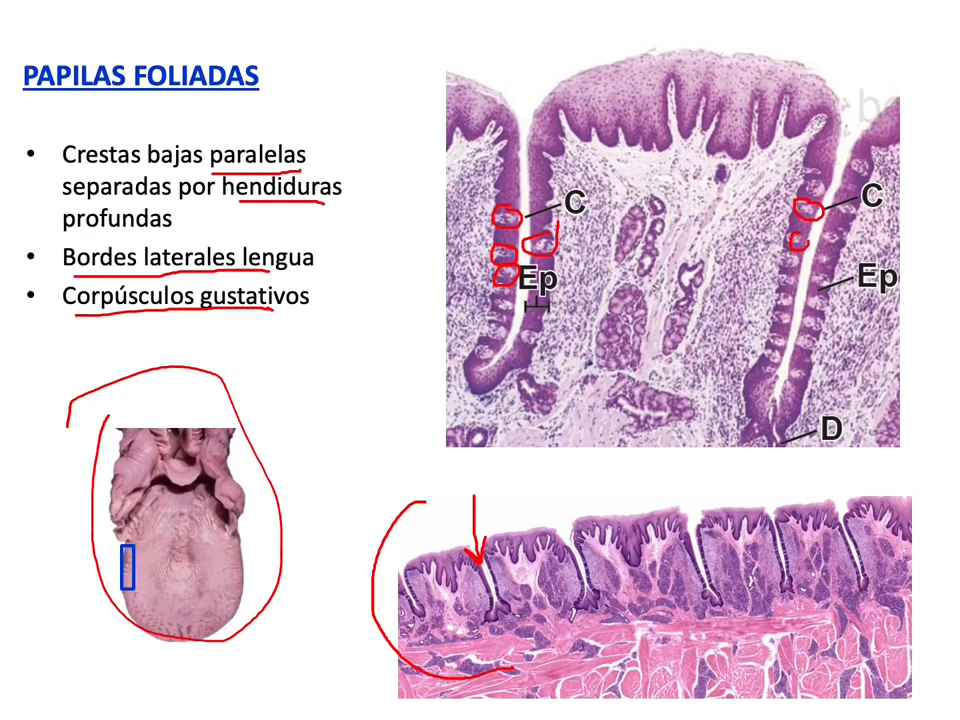 PAPILAS FOLIADAS
• Crestas bajas paralelas
separadas por hendiduras
profundas
• Bordes laterales lengua
• Corpúsculos gustativos
C
C
Ep
Ep
D